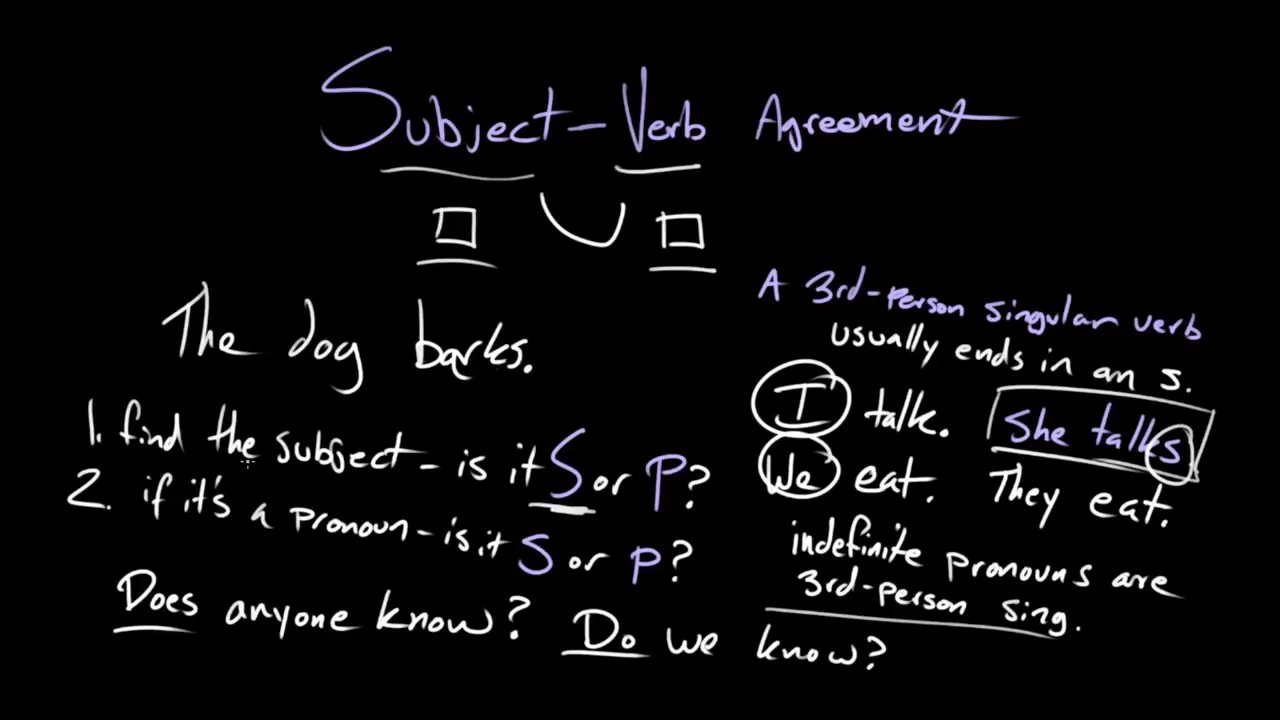 Subject-Verb Agreement
The dog barks.
1. find the subject - is it S or P?
2. if it's a pronoun - is it S or P?
Does anyone know? Do we know?
A 3rd-person singular verb
usually ends in an s.
I talk. She talks
We eat. They eat.
indefinite pronouns are
3rd-person sing.